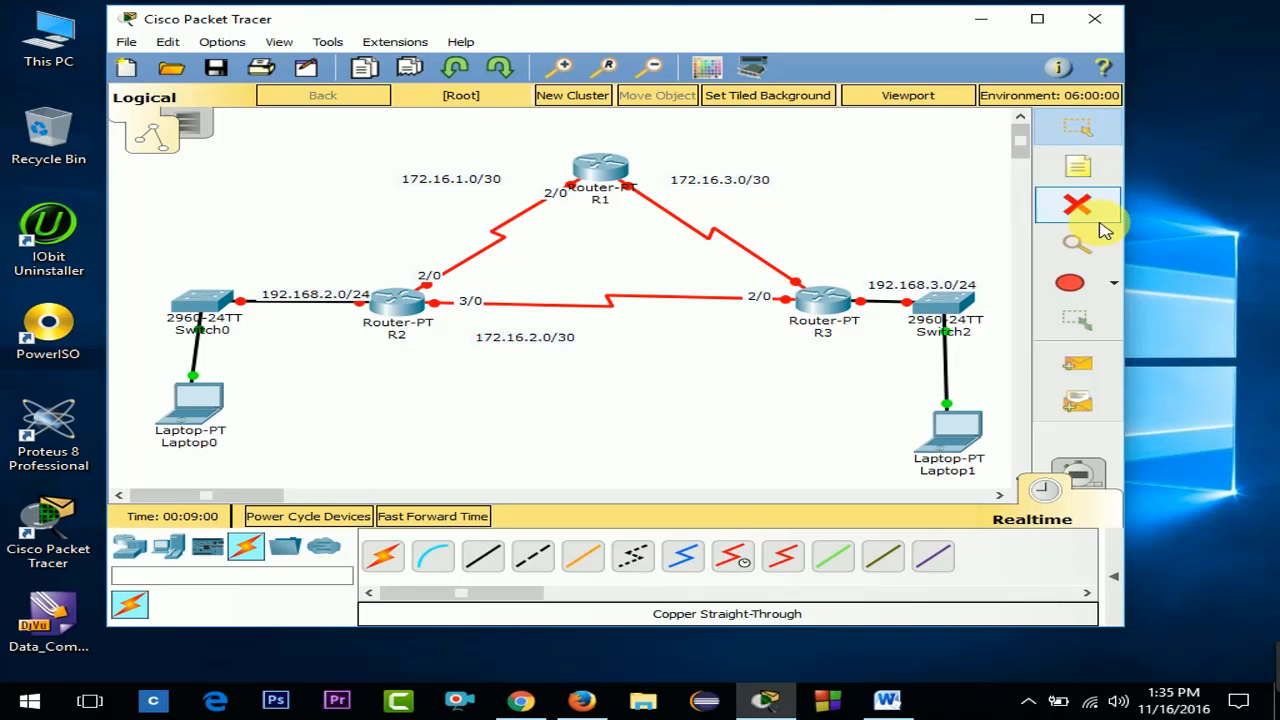 This PC
Recycle Bin
IObit
Uninstaller
PowerISO
Proteus 8
Professional
Cisco Packet
Tracer
DjVu
Data_Com...
Cisco Packet Tracer
File Edit Options View Tools Extensions Help
Logical
Back
[Root]
New Cluster
Move Object
Set Tiled Background
Viewport
Environment: 06:00:00
172.16.1.0/30
172.16.3.0/30
2/0
Router-PT
R1
2/0
192.168.2.0/24
3/0
2/0
192.168.3.0/24
2960-24TT
Switch0
Router-PT
R2
172.16.2.0/30
Router-PT
R3
2960-24TT
Switch2
Laptop-PT
Laptop0
Laptop-PT
Laptop1
Time: 00:09:00
Power Cycle Devices
Fast Forward Time
Realtime
Copper Straight-Through
Ps
Pr
1:35 PM
11/16/2016